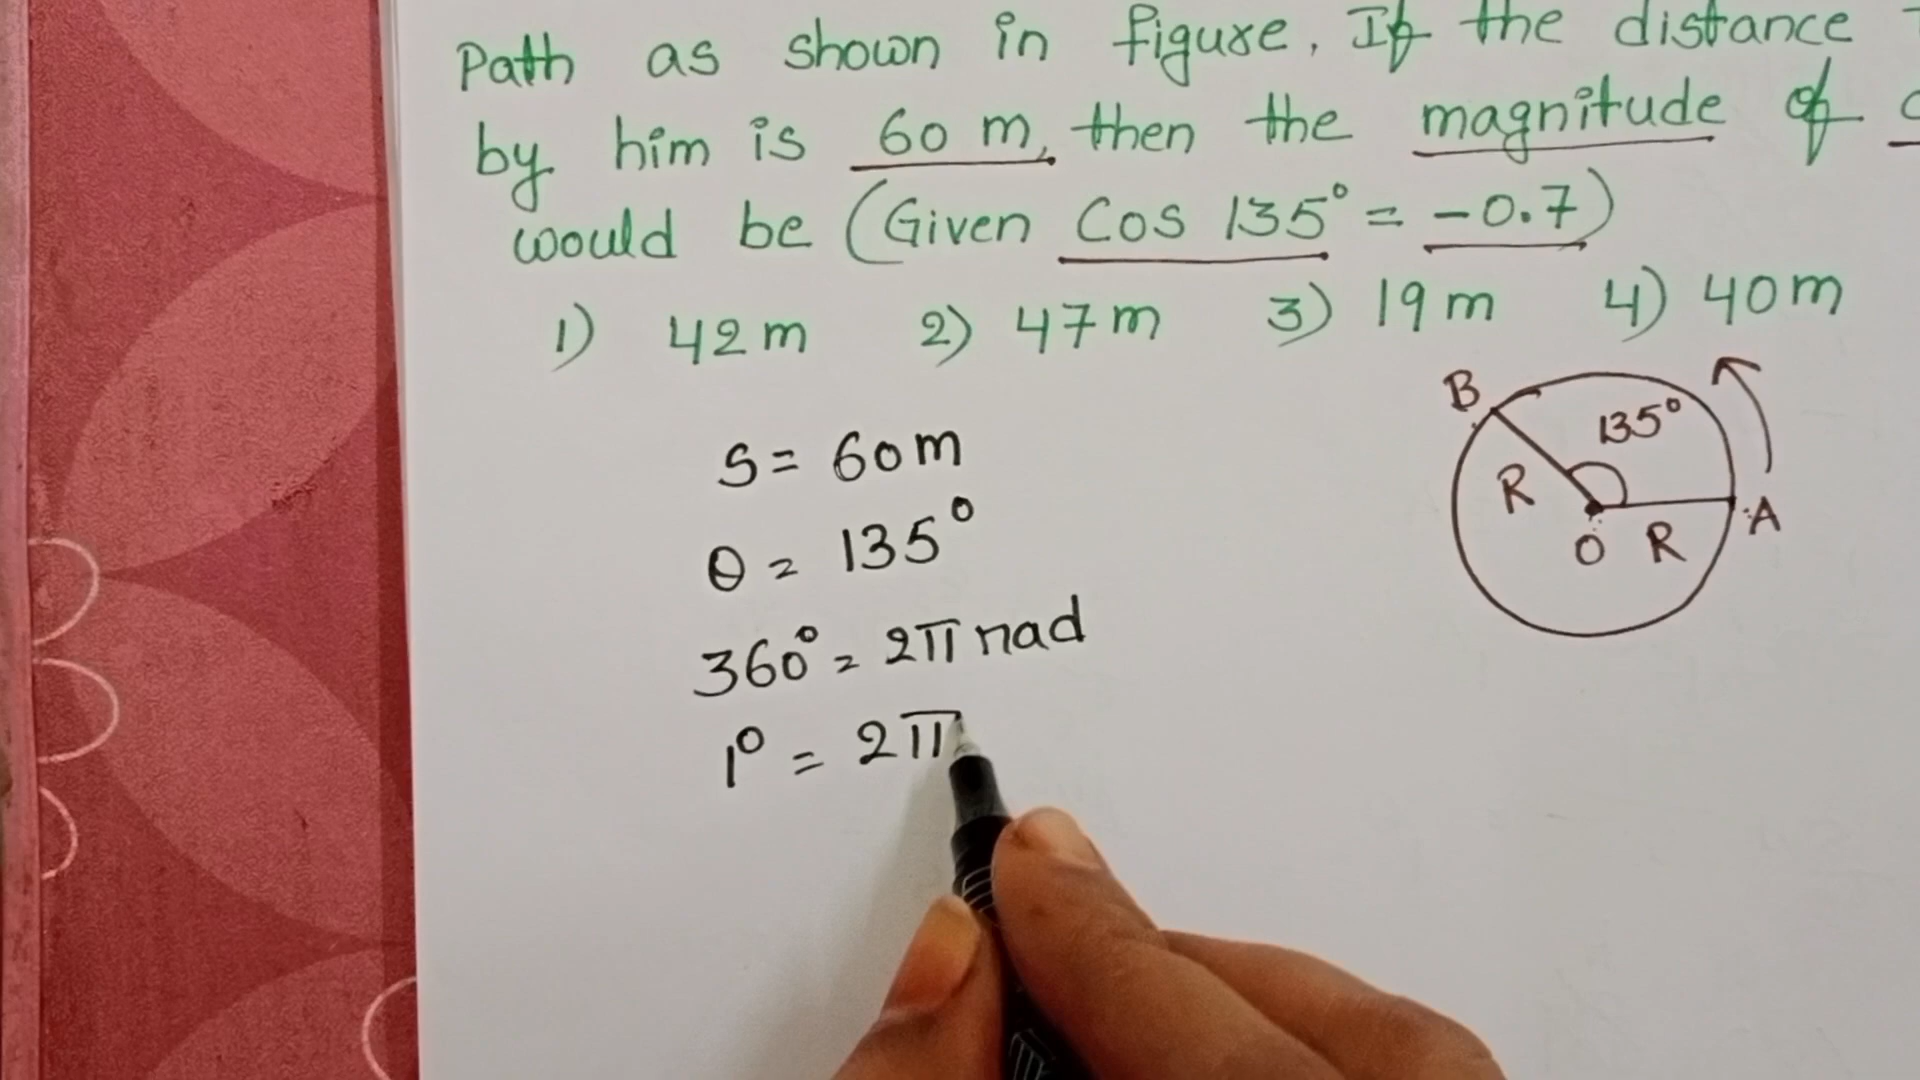 Path as shown in figure. If the distance
by him is 60 m, then the magnitude of
would be (Given Cos 135° = -0.7)
1) 42m 2) 47m 3) 19m 4) 40m
S = 60m
θ = 135°
360° = 2π rad
1° = 2π
B
135°
R
O
R
A